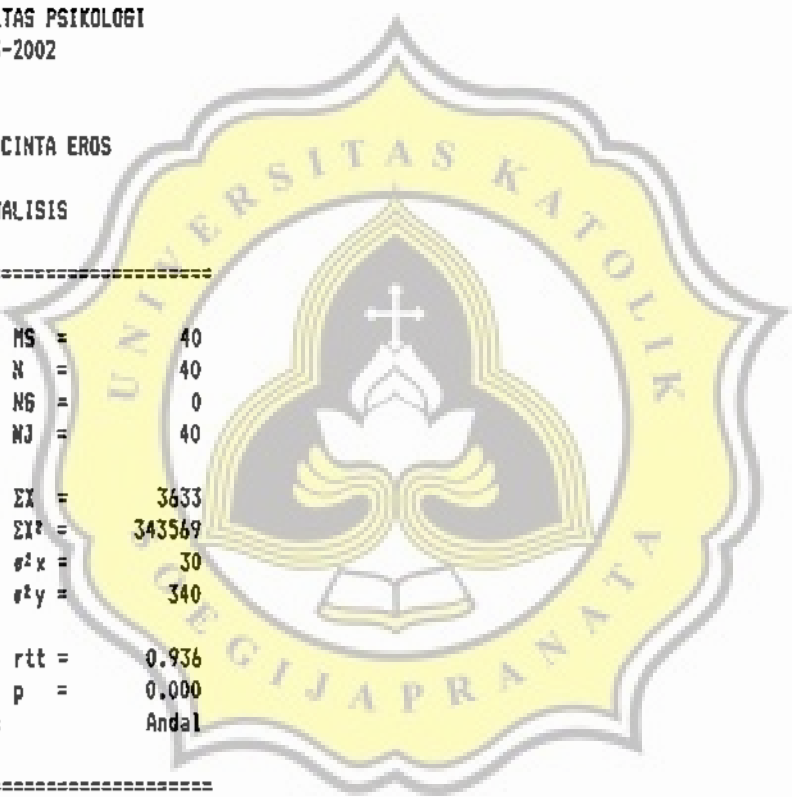 LTAS PSIKOLOGI
-2002
CINTA EROS
ALISIS
=====================
MS = 40
N = 40
NG = 0
NJ = 40
ΣX = 3633
ΣX² = 343569
σ²x = 30
σ²y = 340
rtt = 0.936
p = 0.000
: Andal
=====================
UNIVERSITAS KATOLIK
SOEGIJAPRANATA